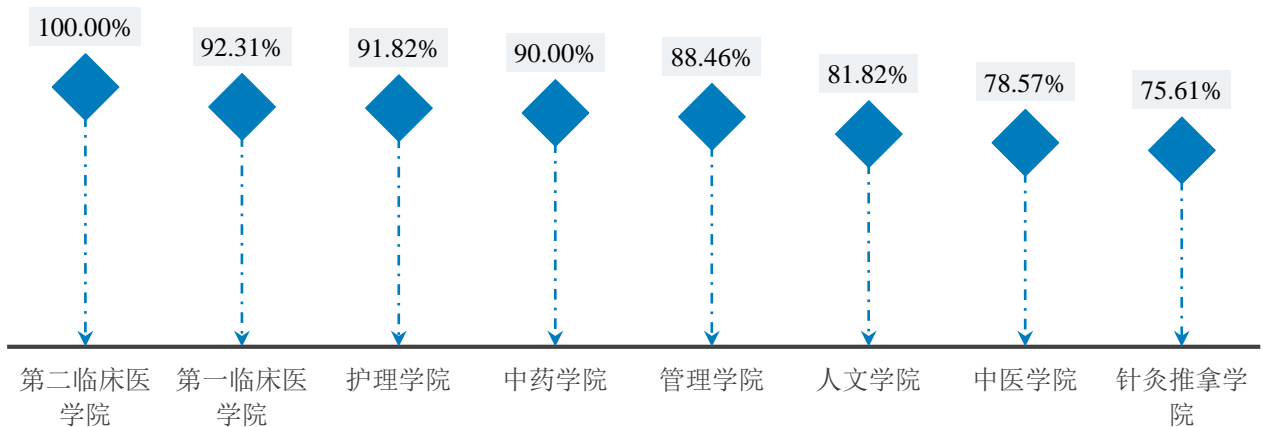 100.00%
92.31%
91.82%
90.00%
88.46%
81.82%
78.57%
75.61%
第二临床医
学院
第一临床医
学院
护理学院
中药学院
管理学院
人文学院
中医学院
针灸推拿学
院